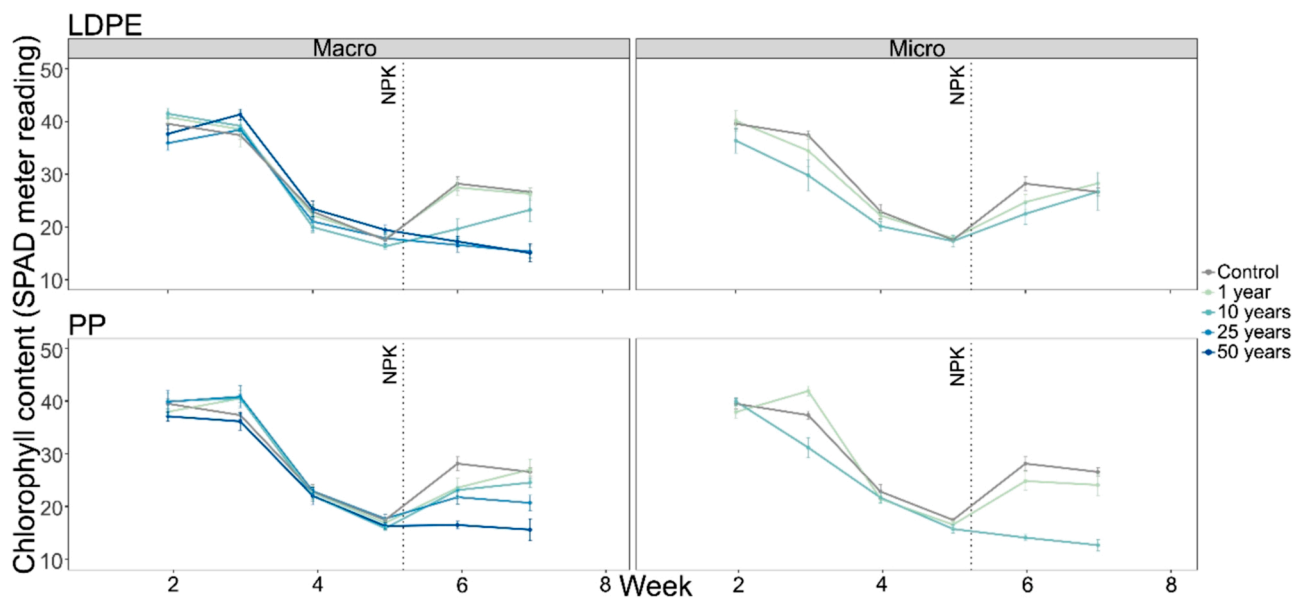 LDPE
Macro
Micro
Chlorophyll content (SPAD meter reading)
50
40
30
20
10
NPK
NPK
Control
1 year
10 years
25 years
50 years
PP
50
40
30
20
10
NPK
NPK
2
4
6
8
Week
2
4
6
8